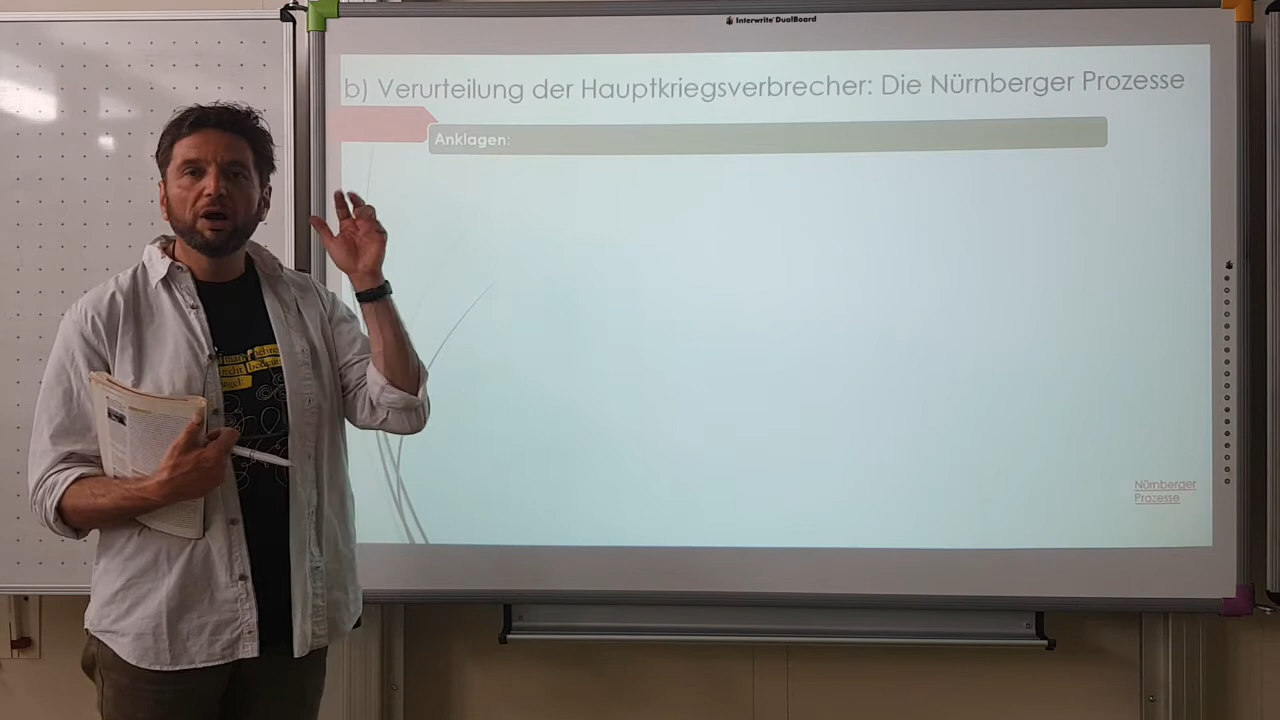 Interwrite DualBoard
b) Verurteilung der Hauptkriegsverbrecher: Die Nürnberger Prozesse
Anklagen:
Nürnberger
Prozesse